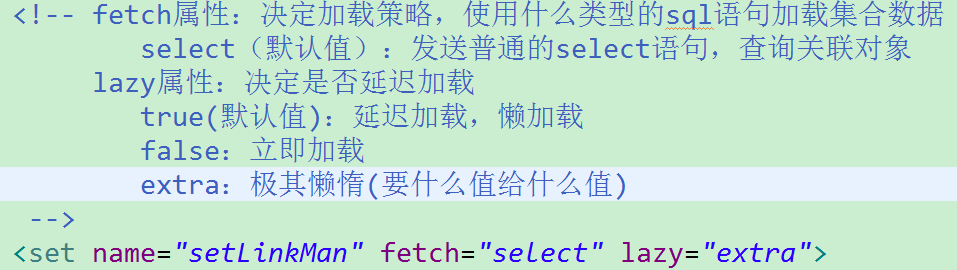 <!-- fetch属性：决定加载策略，使用什么类型的sql语句加载集合数据
select（默认值）：发送普通的select语句，查询关联对象
lazy属性：决定是否延迟加载
true(默认值)：延迟加载，懒加载
false：立即加载
extra：极其懒惰(要什么值给什么值)
-->
<set name="setLinkMan" fetch="select" lazy="extra">